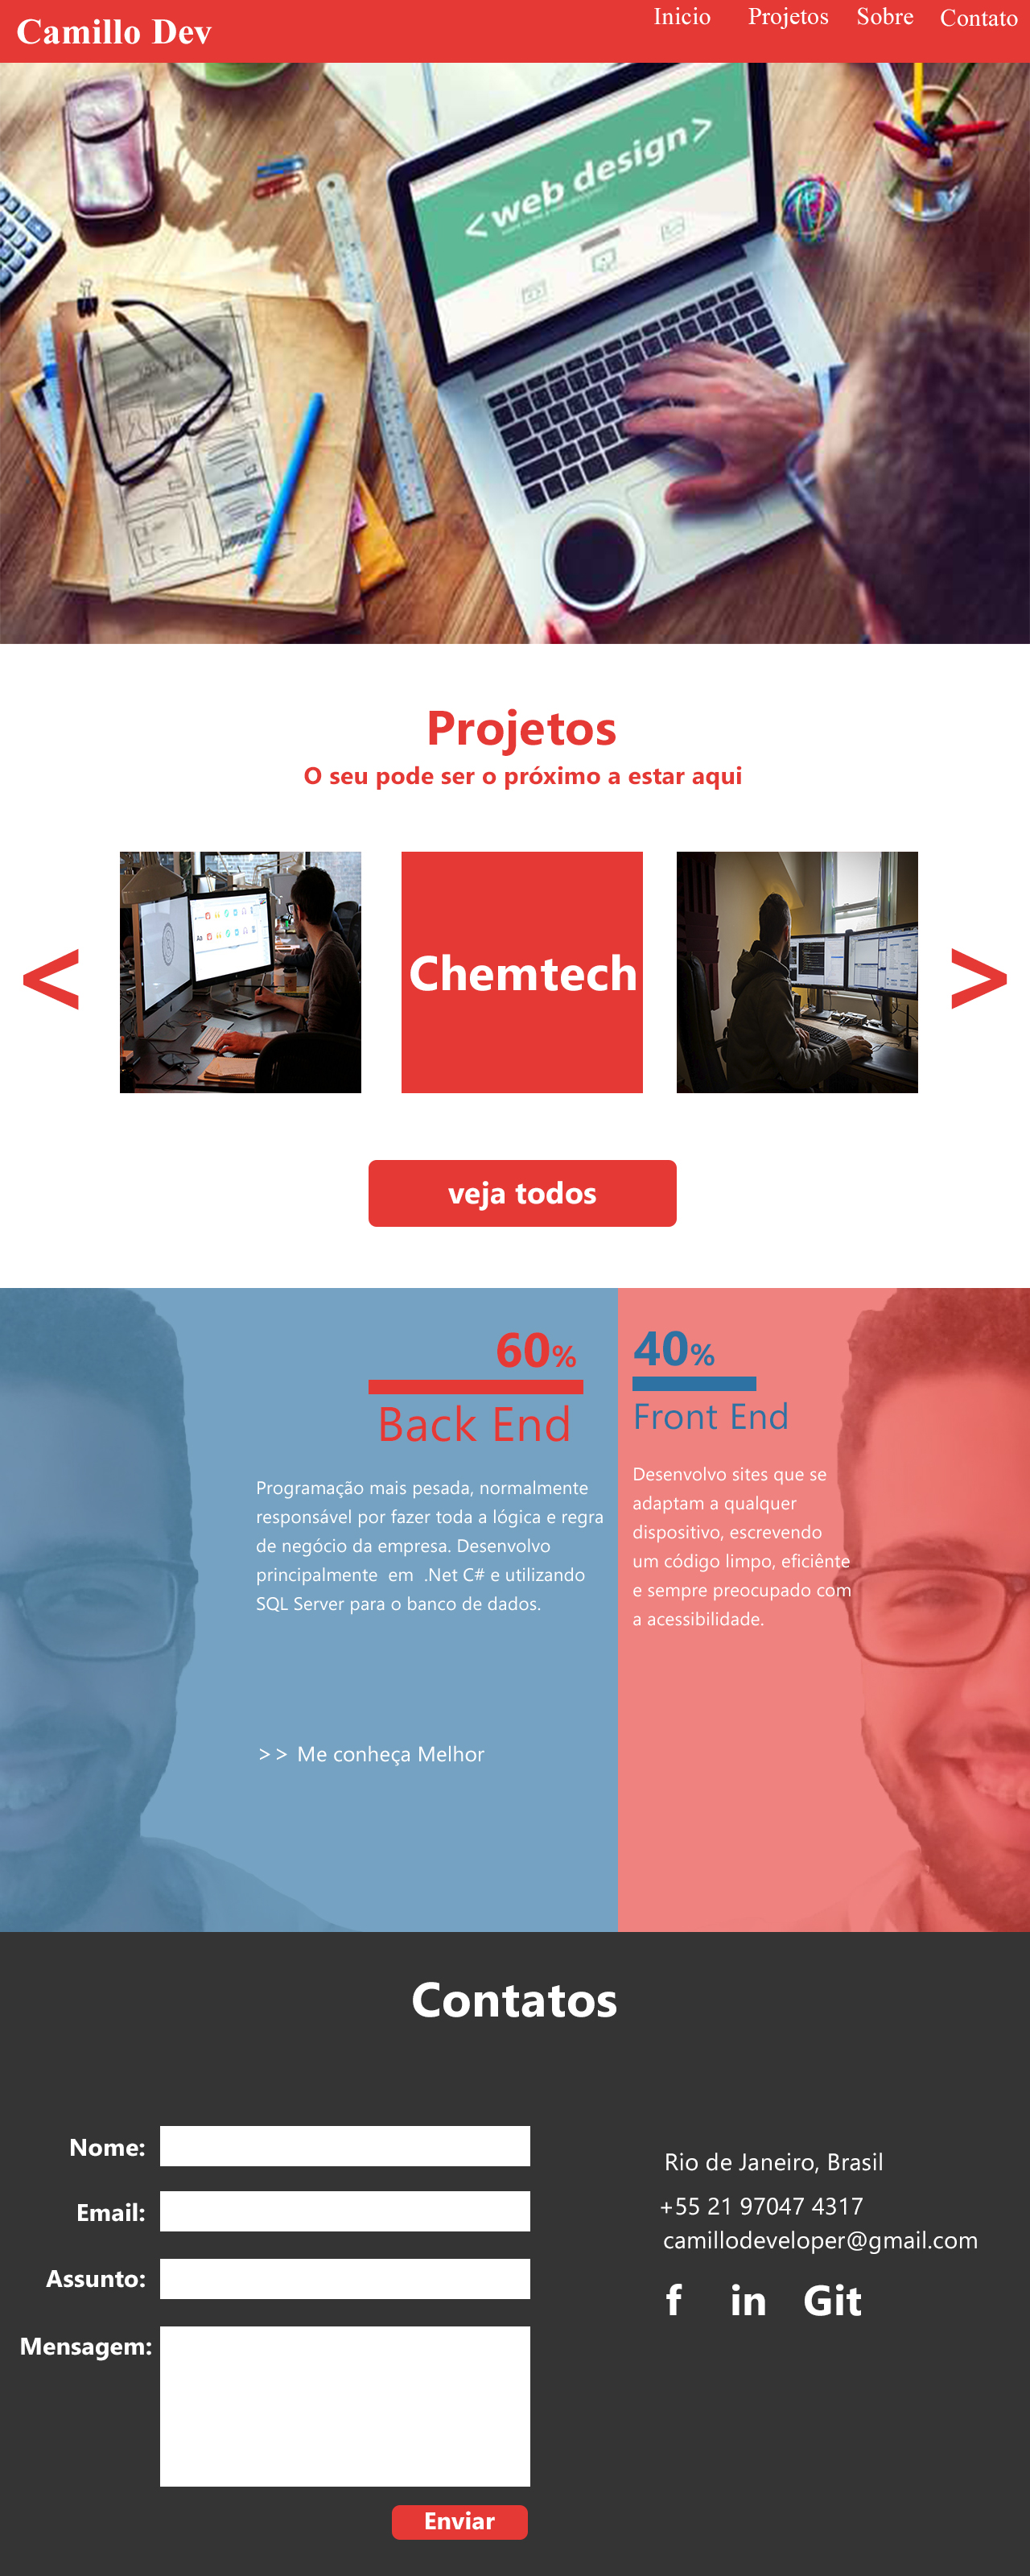 Camillo Dev
Inicio Projetos Sobre Contato
< web design >
Projetos
O seu pode ser o próximo a estar aqui
<
Chemtech
>
veja todos
60%
Back End
Programação mais pesada, normalmente
responsável por fazer toda a lógica e regra
de negócio da empresa. Desenvolvo
principalmente em .Net C# e utilizando
SQL Server para o banco de dados.
>> Me conheça Melhor
40%
Front End
Desenvolvo sites que se
adaptam a qualquer
dispositivo, escrevendo
um código limpo, eficiênte
e sempre preocupado com
a acessibilidade.
Contatos
Nome:
Email:
Assunto:
Mensagem:
Enviar
Rio de Janeiro, Brasil
+55 21 97047 4317
camillodeveloper@gmail.com
f in Git